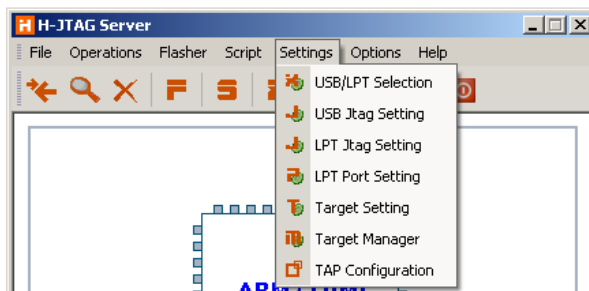 H-JTAG Server
File Operations Flasher Script Settings Options Help
USB/LPT Selection
USB Jtag Setting
LPT Jtag Setting
LPT Port Setting
Target Setting
Target Manager
TAP Configuration